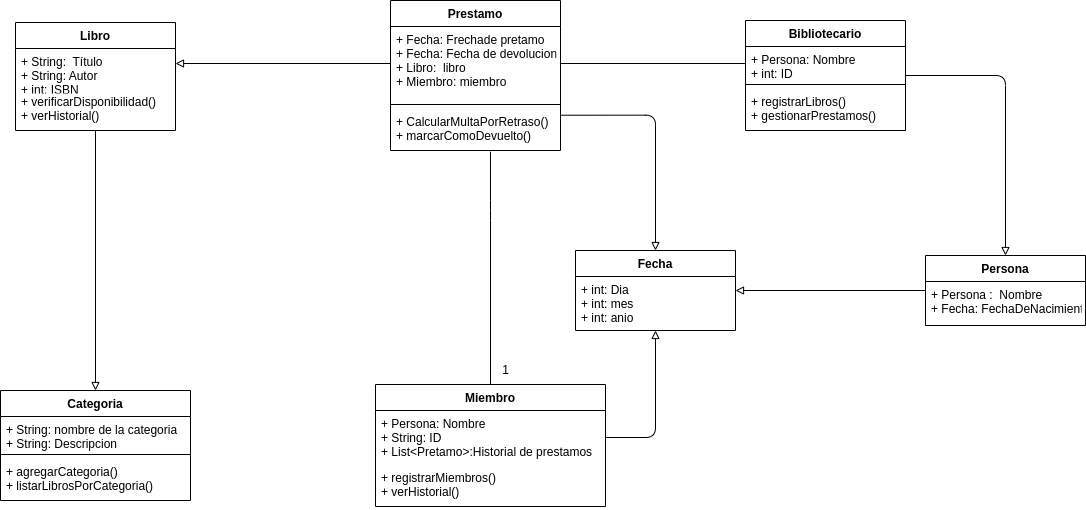 Libro
+ String:  Título
+ String: Autor
+ int: ISBN
+ verificarDisponibilidad()
+ verHistorial()
Prestamo
+ Fecha: Frechade pretamo
+ Fecha: Fecha de devolucion
+ Libro:  libro
+ Miembro: miembro
+ CalcularMultaPorRetraso()
+ marcarComoDevuelto()
Bibliotecario
+ Persona: Nombre
+ int: ID
+ registrarLibros()
+ gestionarPrestamos()
Fecha
+ int: Dia
+ int: mes
+ int: anio
Persona
+ Persona :  Nombre
+ Fecha: FechaDeNacimient
Categoria
+ String: nombre de la categoria
+ String: Descripcion
+ agregarCategoria()
+ listarLibrosPorCategoria()
1
Miembro
+ Persona: Nombre
+ String: ID
+ List<Pretamo>:Historial de prestamos
+ registrarMiembros()
+ verHistorial()